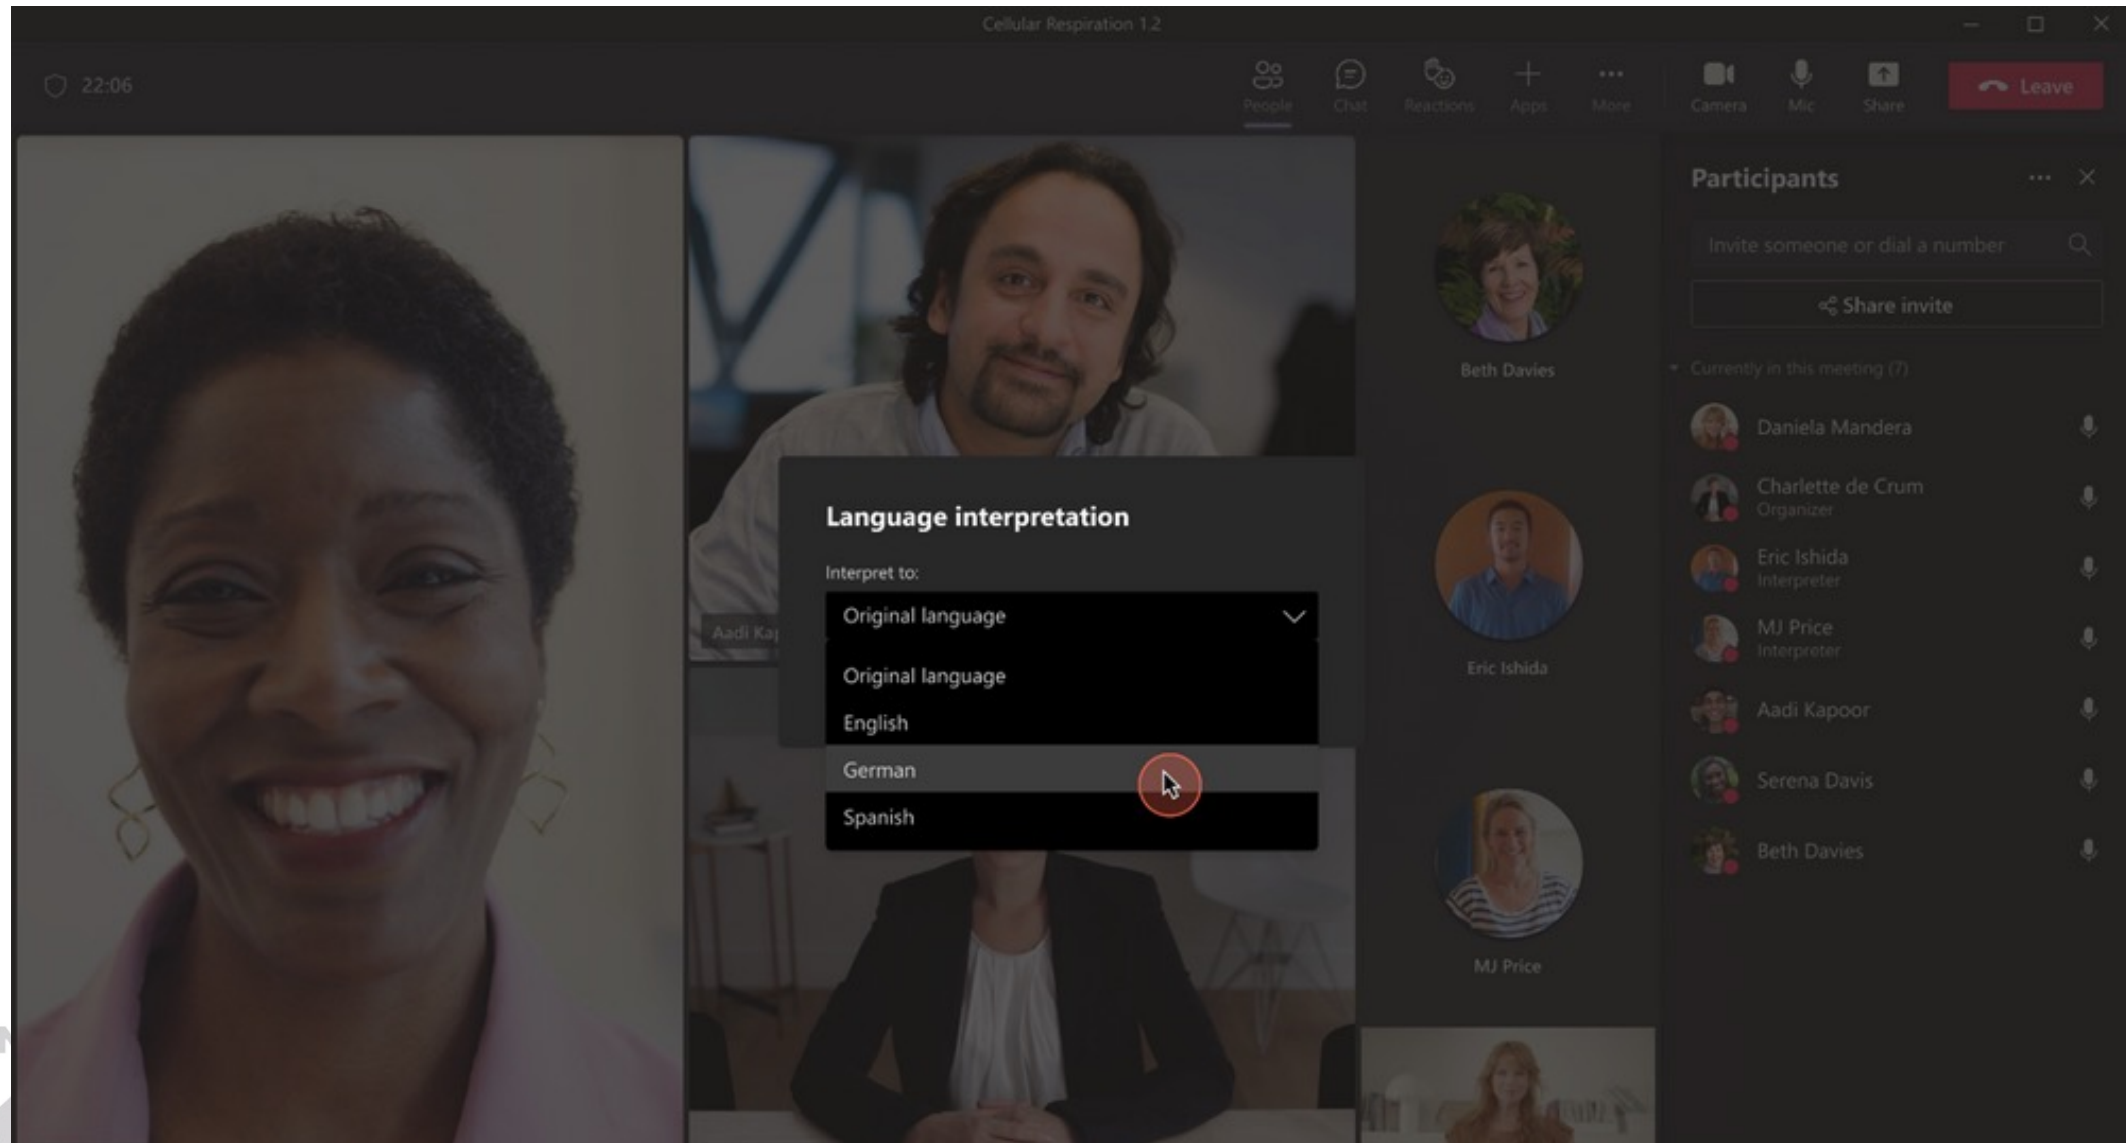 Cellular Respiration 1.2
22:06
People
Chat
Reactions
Apps
More
Camera
Mic
Share
Leave
Participants
Invite someone or dial a number
Share invite
Currently in this meeting (7)
Daniela Mandera
Charlette de Crum
Organizer
Eric Ishida
Interpreter
MJ Price
Interpreter
Aadi Kapoor
Serena Davis
Beth Davies
Beth Davies
Eric Ishida
MJ Price
Aadi
Language interpretation
Interpret to:
Original language
Original language
English
German
Spanish